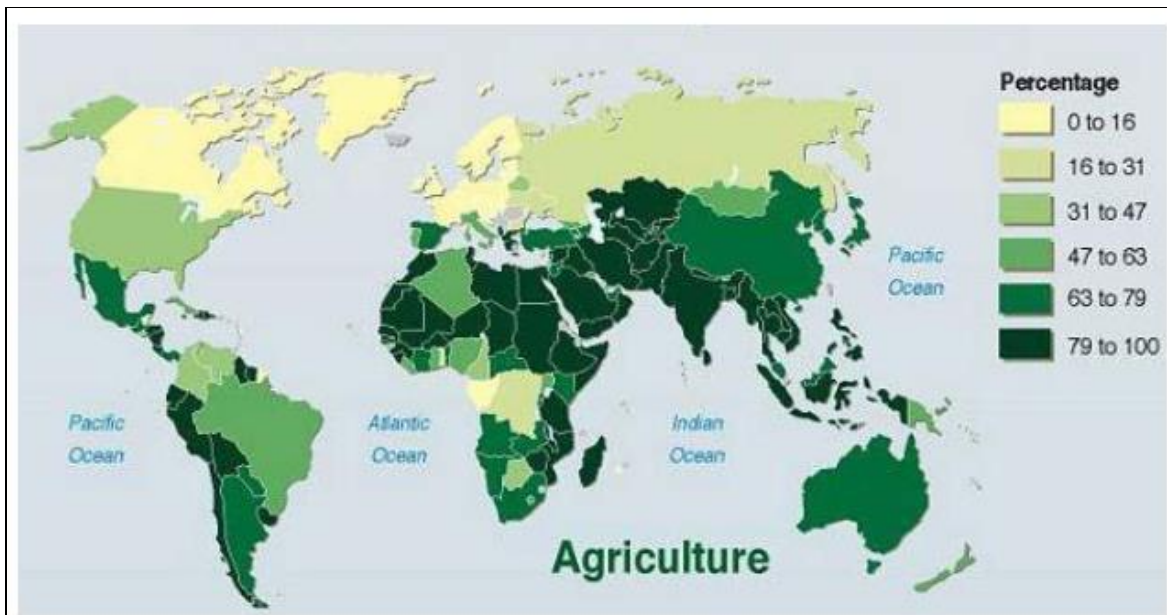 Percentage
0 to 16
16 to 31
31 to 47
47 to 63
63 to 79
79 to 100
Pacific
Ocean
Pacific
Ocean
Atlantic
Ocean
Indian
Ocean
Agriculture